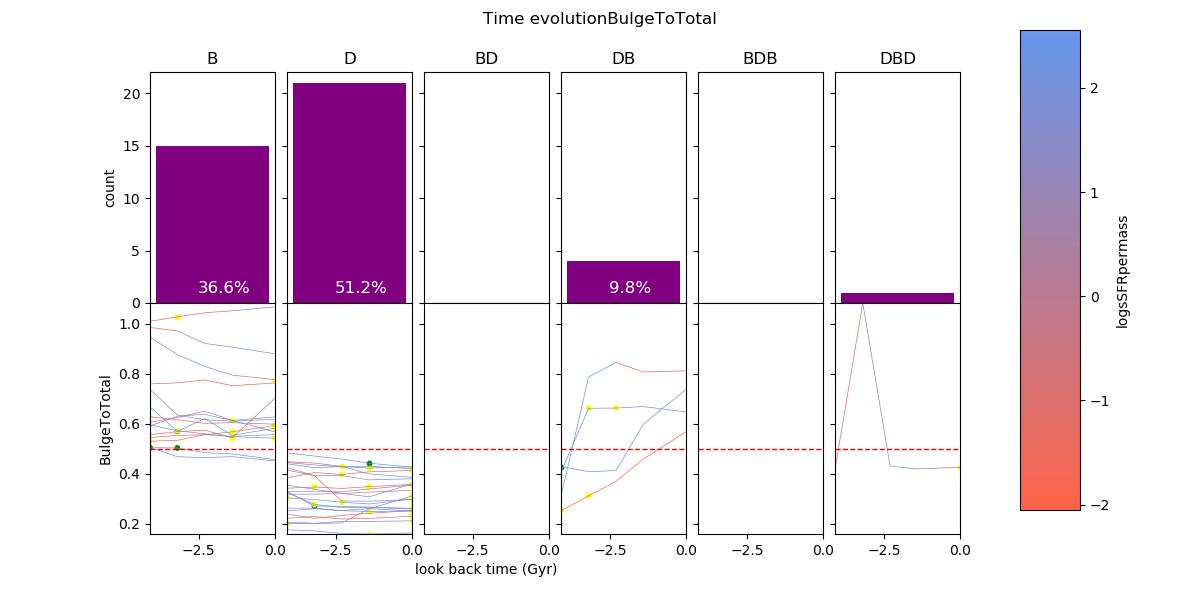 Time evolutionBulgeToTotal
B D BD DB BDB DBD
20
15
10
5
0
count
36.6% 51.2% 9.8%
1.0
0.8
0.6
0.4
0.2
BulgeToTotal
−2.5 0.0 −2.5 0.0 −2.5 0.0 −2.5 0.0 −2.5 0.0 −2.5 0.0
look back time (Gyr)
2
1
0
−1
−2
logsSFRpermass